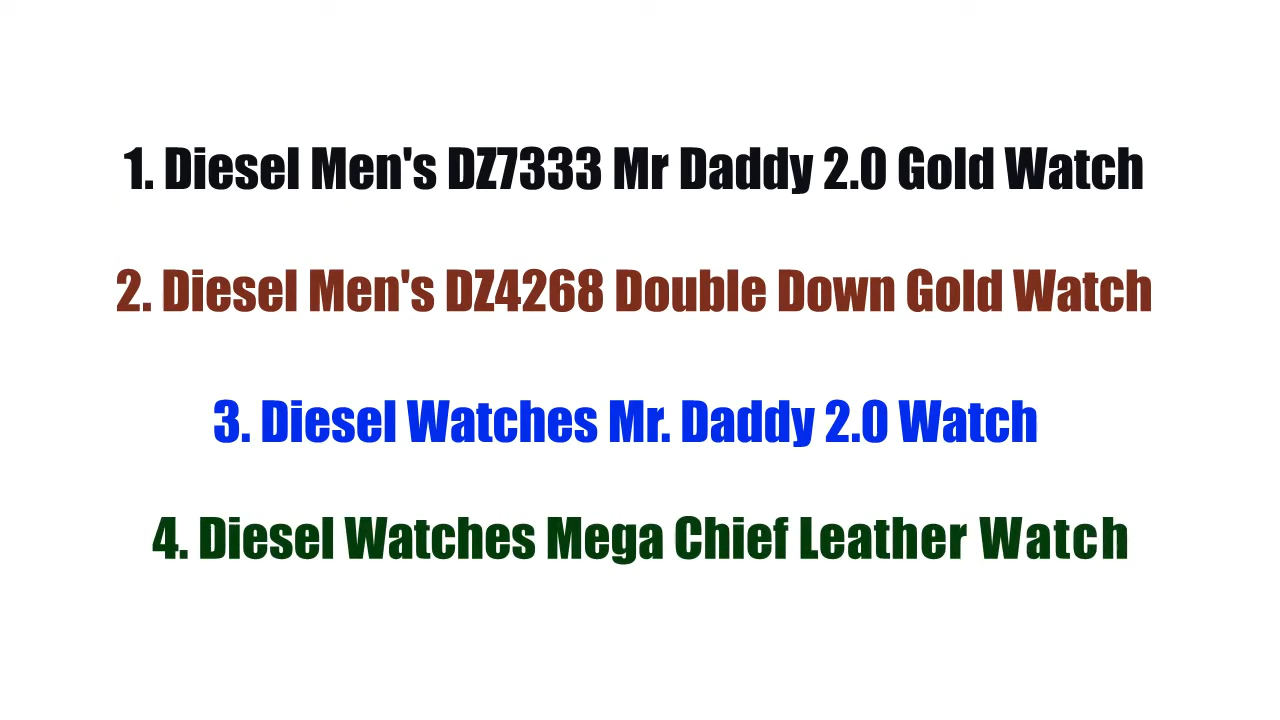 1. Diesel Men's DZ7333 Mr Daddy 2.0 Gold Watch
2. Diesel Men's DZ4268 Double Down Gold Watch
3. Diesel Watches Mr. Daddy 2.0 Watch
4. Diesel Watches Mega Chief Leather Watch